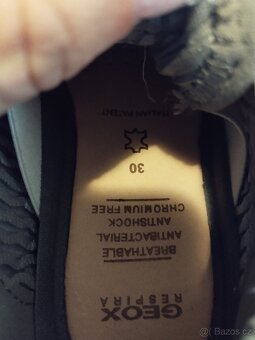 GEOX
RESPIRA
BREATHABLE
ANTIBACTERIAL
ANTISHOCK
CHROMIUM FREE
30
ITALIAN PATENT
Bazos.cz